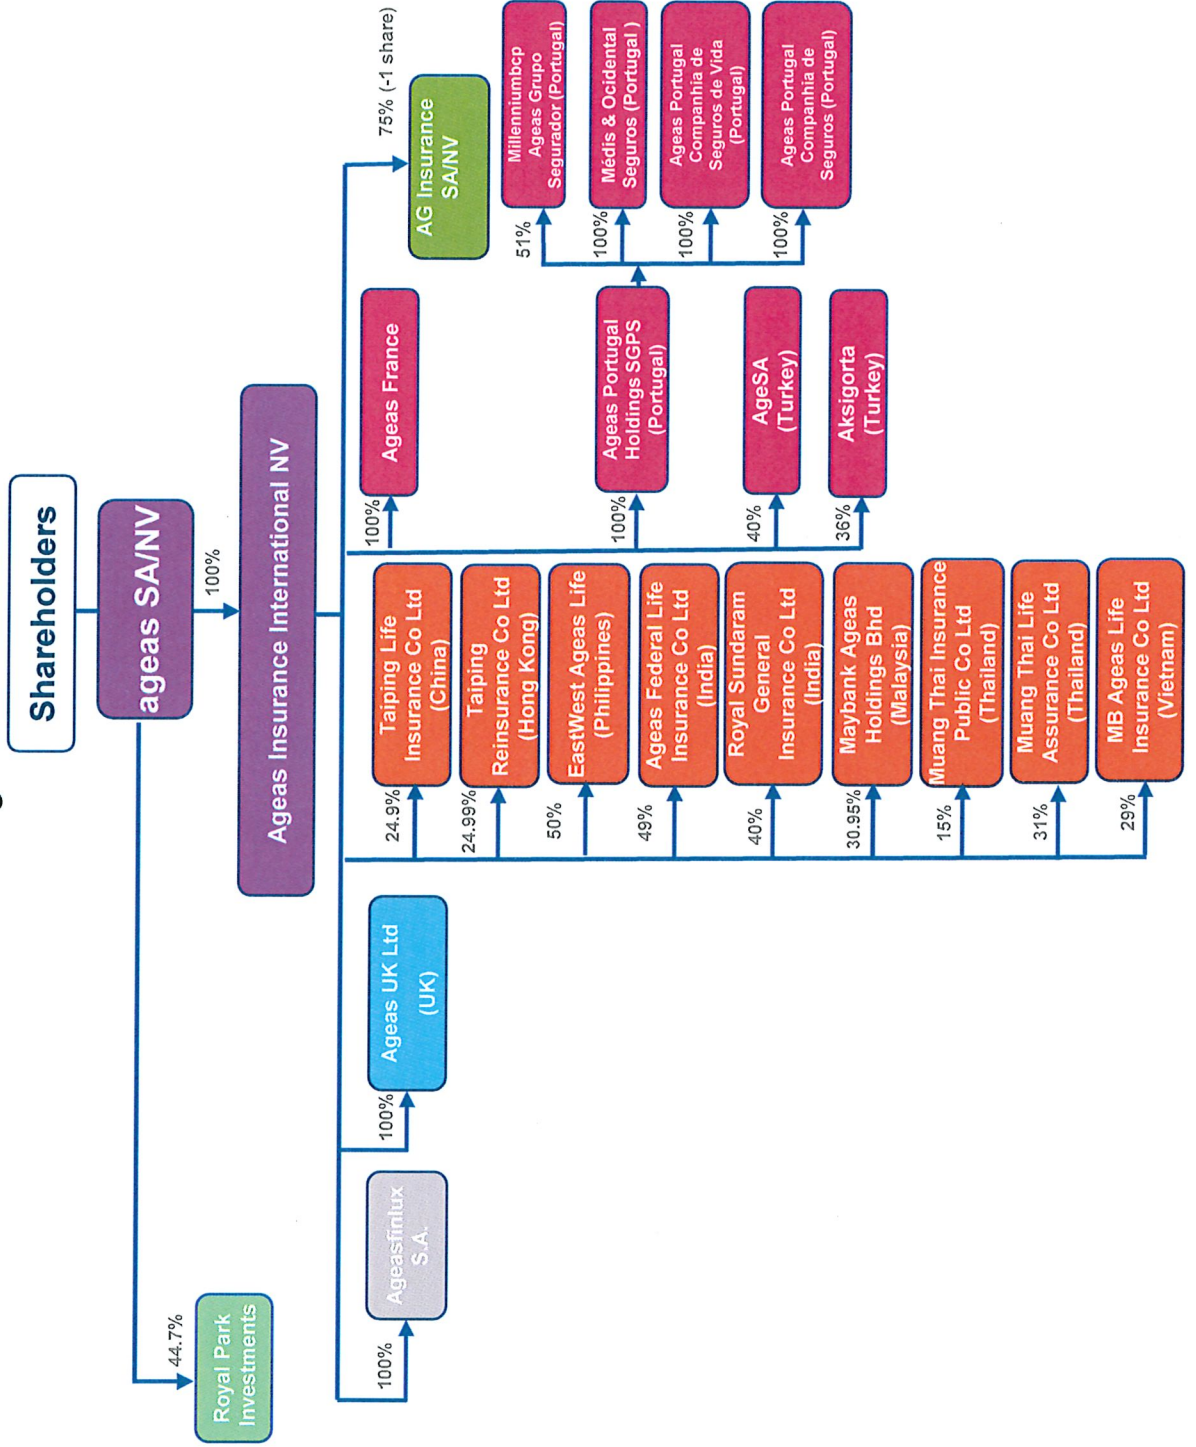 Shareholders
ageas SA/NV
44.7%
Royal Park
Investments
100%
Ageas Insurance International NV
100%
Ageasfinlux
S.A.
100%
Ageas UK Ltd
(UK)
24.9%
Taiping Life
Insurance Co Ltd
(China)
24.99%
Taiping
Reinsurance Co Ltd
(Hong Kong)
50%
EastWest Ageas Life
(Philippines)
49%
Ageas Federal Life
Insurance Co Ltd
(India)
40%
Royal Sundaram
General
Insurance Co Ltd
(India)
30.95%
Maybank Ageas
Holdings Bhd
(Malaysia)
15%
Muang Thai Insurance
Public Co Ltd
(Thailand)
31%
Muang Thai Life
Assurance Co Ltd
(Thailand)
29%
MB Ageas Life
Insurance Co Ltd
(Vietnam)
100%
Ageas France
100%
Ageas Portugal
Holdings SGPS
(Portugal)
40%
AgeSA
(Turkey)
36%
Aksigorta
(Turkey)
75% (-1 share)
AG Insurance
SA/NV
51%
Millenniumbcp
Ageas Grupo
Segurador (Portugal)
100%
Médis & Ocidental
Seguros (Portugal )
100%
Ageas Portugal
Companhia de
Seguros de Vida
(Portugal)
100%
Ageas Portugal
Companhia de
Seguros (Portugal)